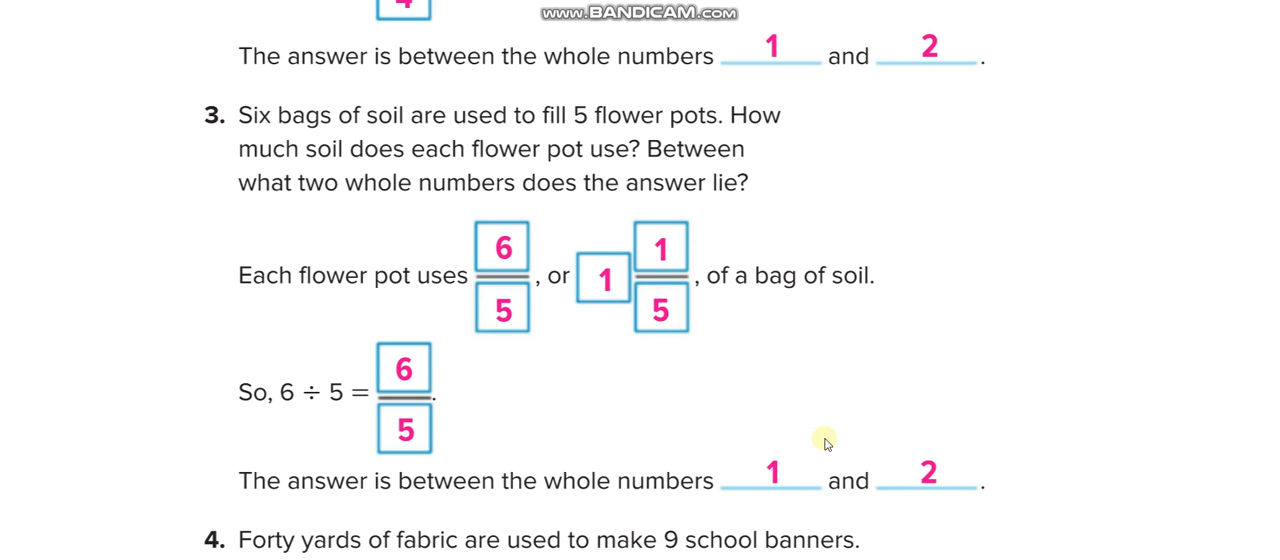 www.BANDICAM.com
4
The answer is between the whole numbers 1 and 2.
3. Six bags of soil are used to fill 5 flower pots. How
much soil does each flower pot use? Between
what two whole numbers does the answer lie?
Each flower pot uses 6/5, or 1 1/5, of a bag of soil.
So, 6 ÷ 5 = 6/5.
The answer is between the whole numbers 1 and 2.
4. Forty yards of fabric are used to make 9 school banners.